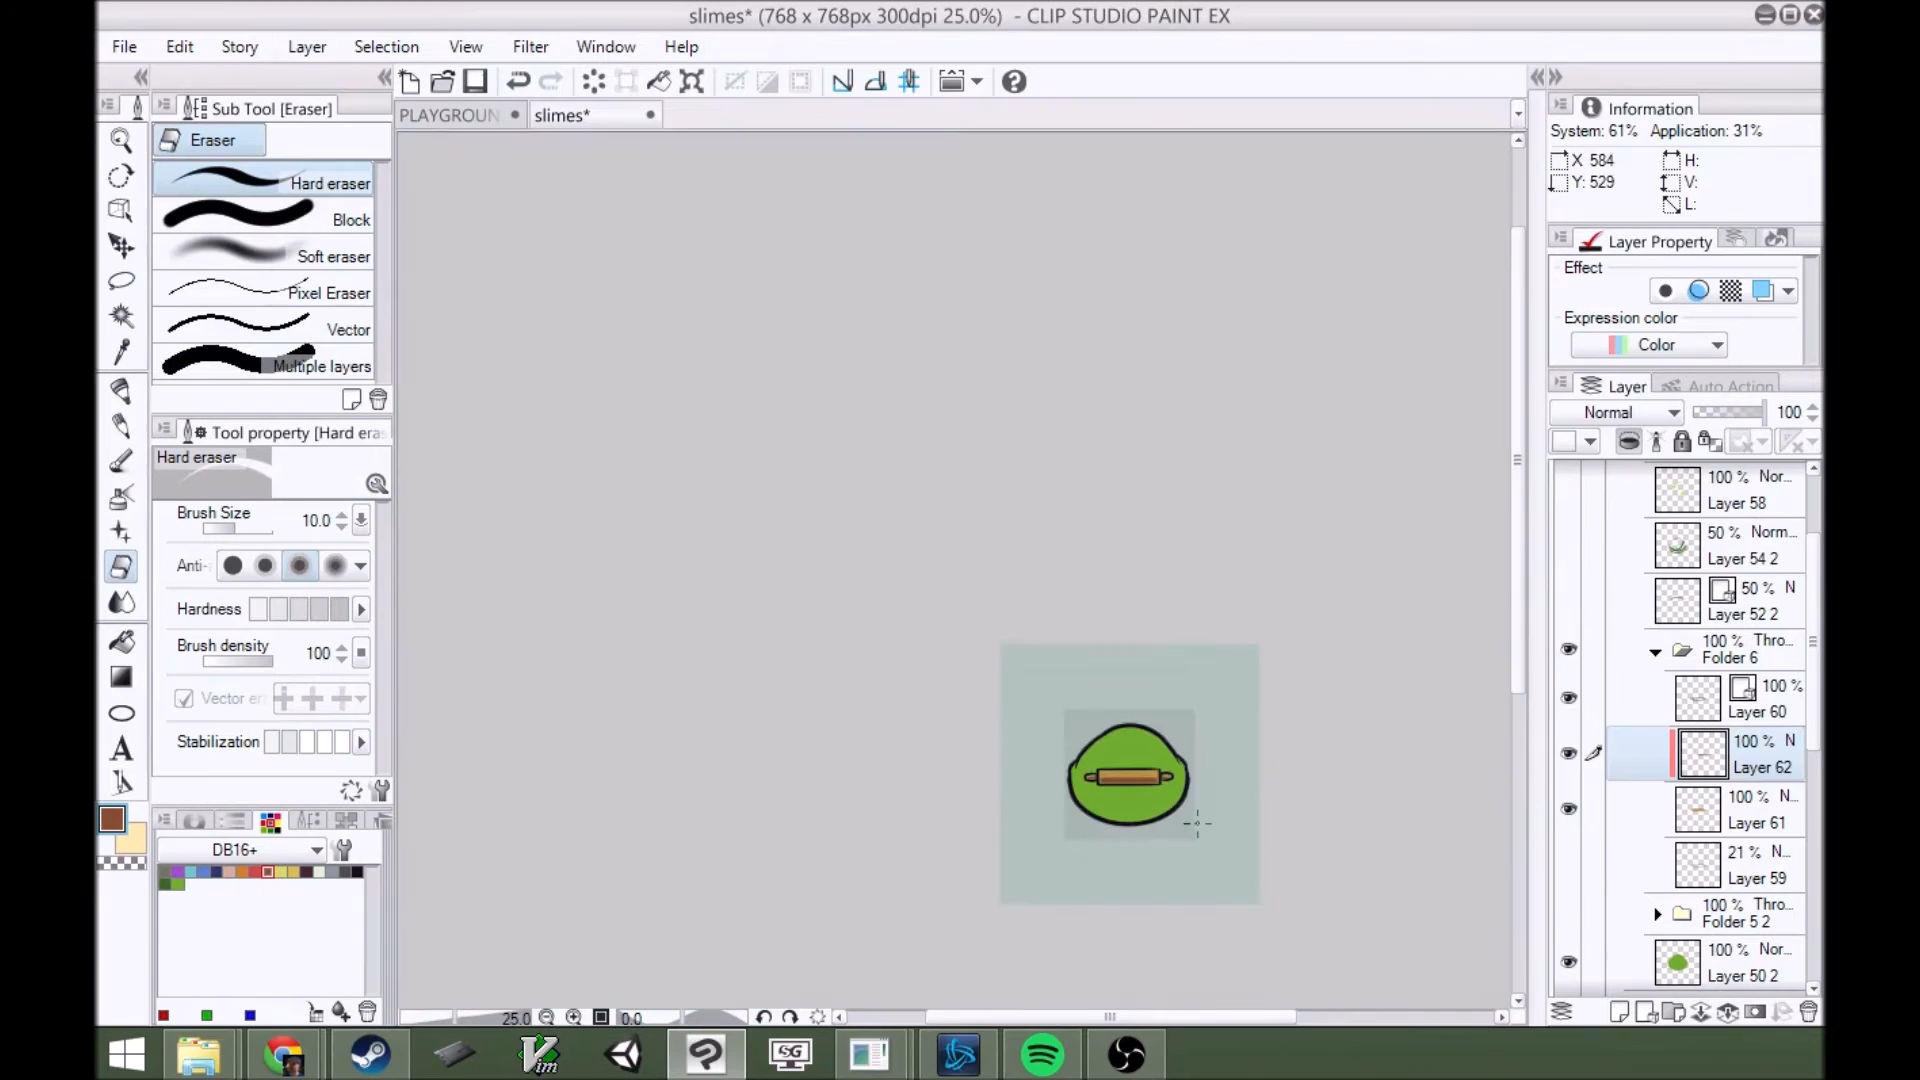 slimes* (768 x 768px 300dpi 25.0%) - CLIP STUDIO PAINT EX
File Edit Story Layer Selection View Filter Window Help
Sub Tool [Eraser]
PLAYGROUN
slimes*
Information
System: 61% Application: 31%
Eraser
X 584 H:
Y: 529 V:
L:
Hard eraser
Block
Soft eraser
Pixel Eraser
Vector
Multiple layers
Layer Property
Effect
Expression color
Color
Layer Auto Action
Normal 100
Tool property [Hard era
Hard eraser
Brush Size 10.0
Anti-
Hardness
Brush density 100
Vector er
Stabilization
DB16+
100 % Nor...
Layer 58
50 % Norm...
Layer 54 2
50 % N
Layer 52 2
100 % Thro...
Folder 6
100 %
Layer 60
100 % N
Layer 62
100 % N...
Layer 61
21 % N...
Layer 59
100 % Thro...
Folder 5 2
100 % Nor...
Layer 50 2
25.0 0.0
A
Vim
SG